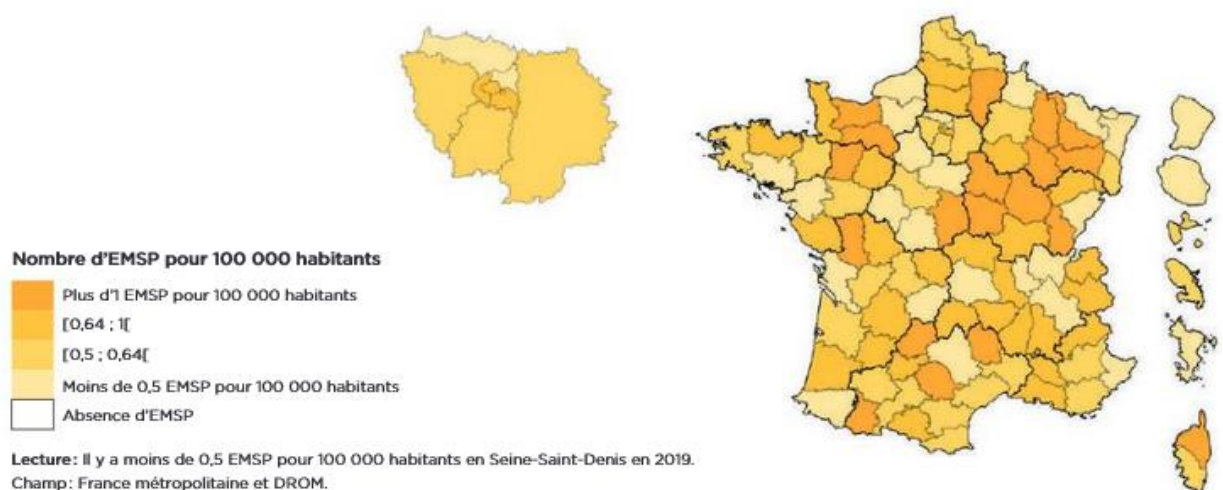 Nombre d'EMSP pour 100 000 habitants
Plus d'1 EMSP pour 100 000 habitants
[0,64 ; 1[
[0,5 ; 0,64[
Moins de 0,5 EMSP pour 100 000 habitants
Absence d'EMSP
Lecture : Il y a moins de 0,5 EMSP pour 100 000 habitants en Seine-Saint-Denis en 2019.
Champ : France métropolitaine et DROM.